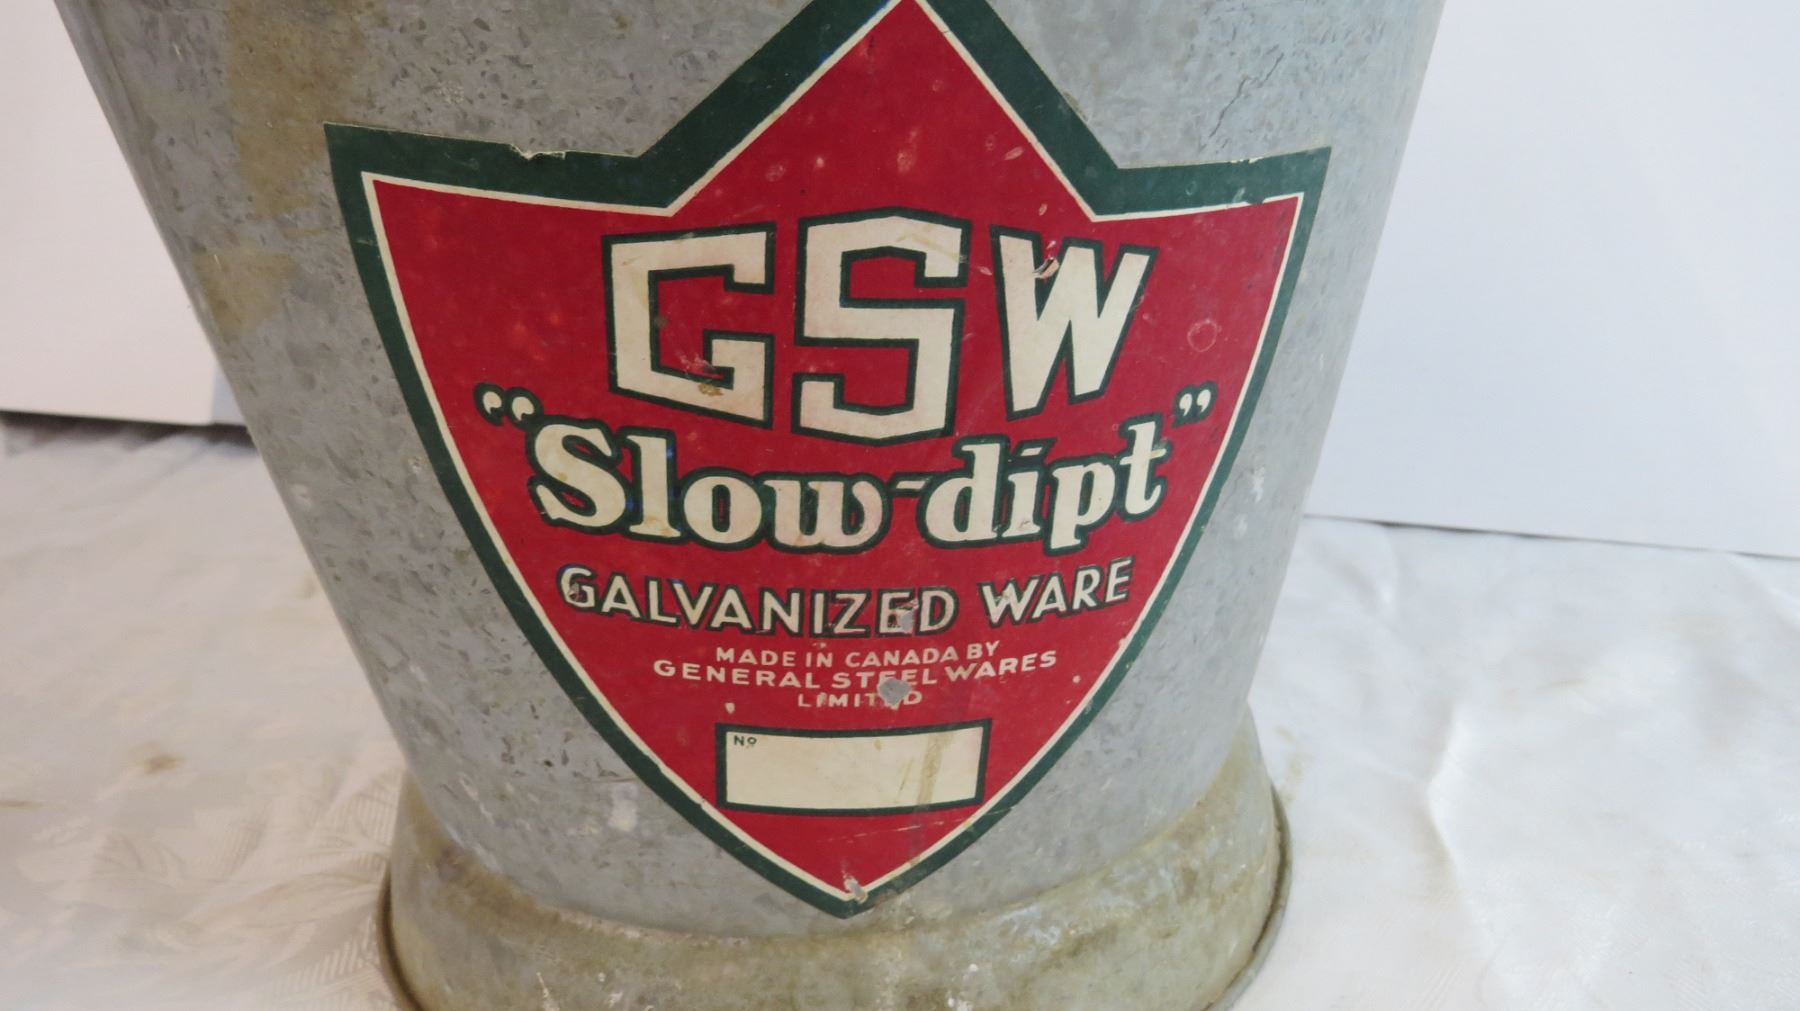 GSW
"Slow-dipt"
GALVANIZED WARE
MADE IN CANADA BY
GENERAL STEEL WARES
LIMITED
No